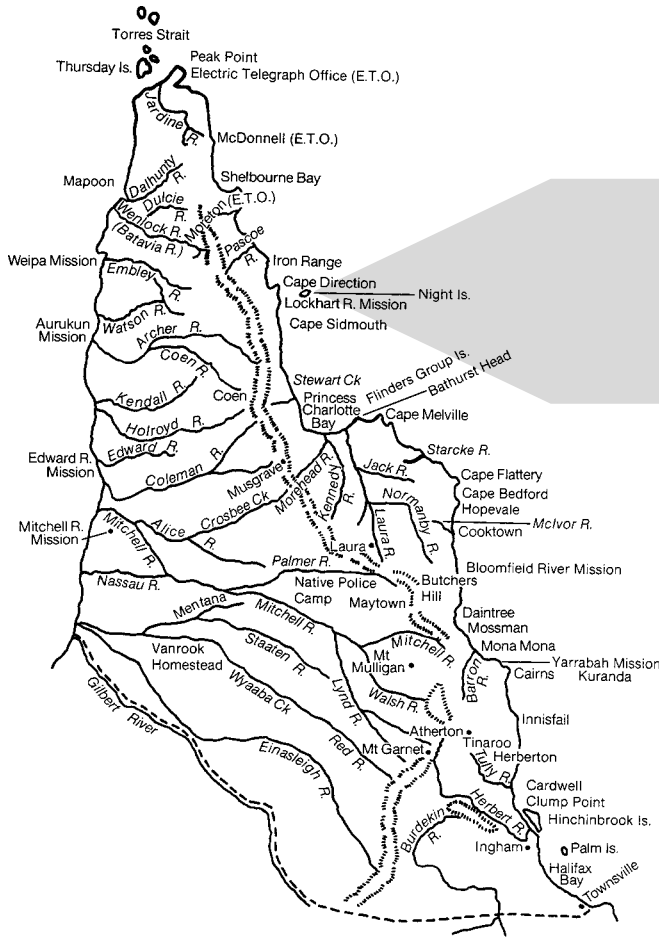 Torres Strait
Peak Point
Thursday Is.
Electric Telegraph Office (E.T.O.)
Jardine R.
McDonnell (E.T.O.)
Mapoon
Dalhunty R.
Shelbourne Bay
Dulcie R.
Moreton (E.T.O.)
Wenlock R.
(Batavia R.)
Pascoe R.
Weipa Mission
Iron Range
Embley R.
Cape Direction
Night Is.
Lockhart R. Mission
Watson R.
Cape Sidmouth
Aurukun
Mission
Archer R.
Coen R.
Flinders Group Is.
Bathurst Head
Stewart Ck
Kendall R.
Coen
Princess
Charlotte
Bay
Cape Melville
Holroyd R.
Edward R.
Starcke R.
Edward R.
Mission
Coleman R.
Musgrave
Morehead R.
Kennedy R.
Jack R.
Cape Flattery
Cape Bedford
Hopevale
Normanby R.
Crosbee Ck
McIvor R.
Cooktown
Mitchell R.
Mission
Mitchell R.
Alice R.
Laura
Laura R.
Palmer R.
Bloomfield River Mission
Nassau R.
Native Police
Camp
Maytown
Butchers
Hill
Mentana
Mitchell R.
Daintree
Mossman
Mitchell R.
Mona Mona
Vanrook
Homestead
Staaten R.
Mt
Mulligan
Barron R.
Yarrabah Mission
Cairns
Kuranda
Wyaaba Ck
Lynd R.
Walsh R.
Gilbert River
Red R.
Atherton
Innisfail
Tinaroo
Mt Garnet
Herberton
Einasleigh R.
Tully R.
Cardwell
Clump Point
Herbert R.
Hinchinbrook Is.
Burdekin R.
Ingham
Palm Is.
Halifax
Bay
Townsville